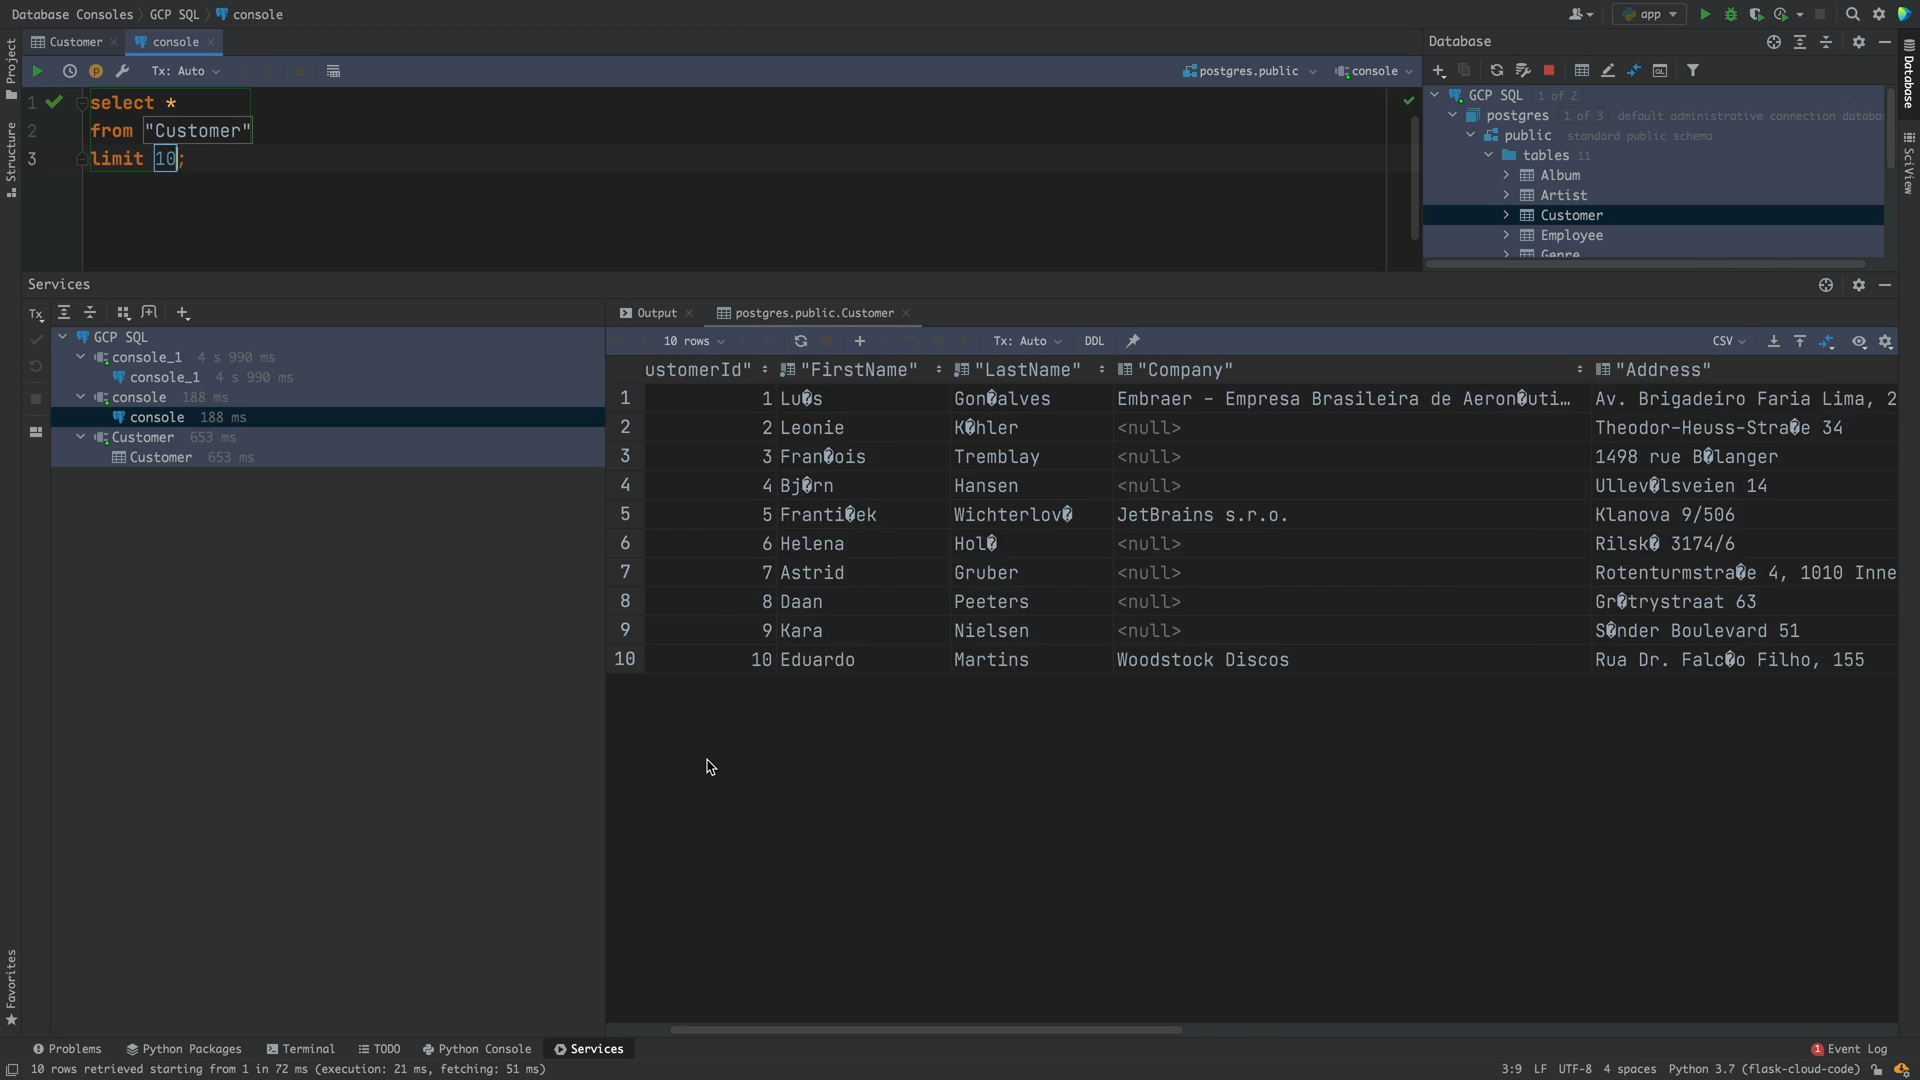 Database Consoles GCP SQL console
app
Customer
console
Database
Project
Structure
Favorites
Database
SciView
Tx: Auto
postgres.public
console
1 select *
2 from "Customer"
3 limit 10;
GCP SQL 1 of 2
postgres 1 of 3 default administrative connection databa
public standard public schema
tables 11
Album
Artist
Customer
Employee
Genre
Services
Tx
GCP SQL
console_1 4 s 990 ms
console_1 4 s 990 ms
console 188 ms
console 188 ms
Customer 653 ms
Customer 653 ms
Output
postgres.public.Customer
10 rows
Tx: Auto
DDL
CSV
ustomerId" "FirstName" "LastName" "Company" "Address"
1 1 Lu�s Gon�alves Embraer - Empresa Brasileira de Aeron�uti… Av. Brigadeiro Faria Lima, 2
2 2 Leonie K�hler <null> Theodor-Heuss-Stra�e 34
3 3 Fran�ois Tremblay <null> 1498 rue B�langer
4 4 Bj�rn Hansen <null> Ullev�lsveien 14
5 5 Franti�ek Wichterlov� JetBrains s.r.o. Klanova 9/506
6 6 Helena Hol� <null> Rilsk� 3174/6
7 7 Astrid Gruber <null> Rotenturmstra�e 4, 1010 Inne
8 8 Daan Peeters <null> Gr�trystraat 63
9 9 Kara Nielsen <null> S�nder Boulevard 51
10 10 Eduardo Martins Woodstock Discos Rua Dr. Falc�o Filho, 155
Problems
Python Packages
Terminal
TODO
Python Console
Services
1 Event Log
10 rows retrieved starting from 1 in 72 ms (execution: 21 ms, fetching: 51 ms)
3:9 LF UTF-8 4 spaces Python 3.7 (flask-cloud-code)